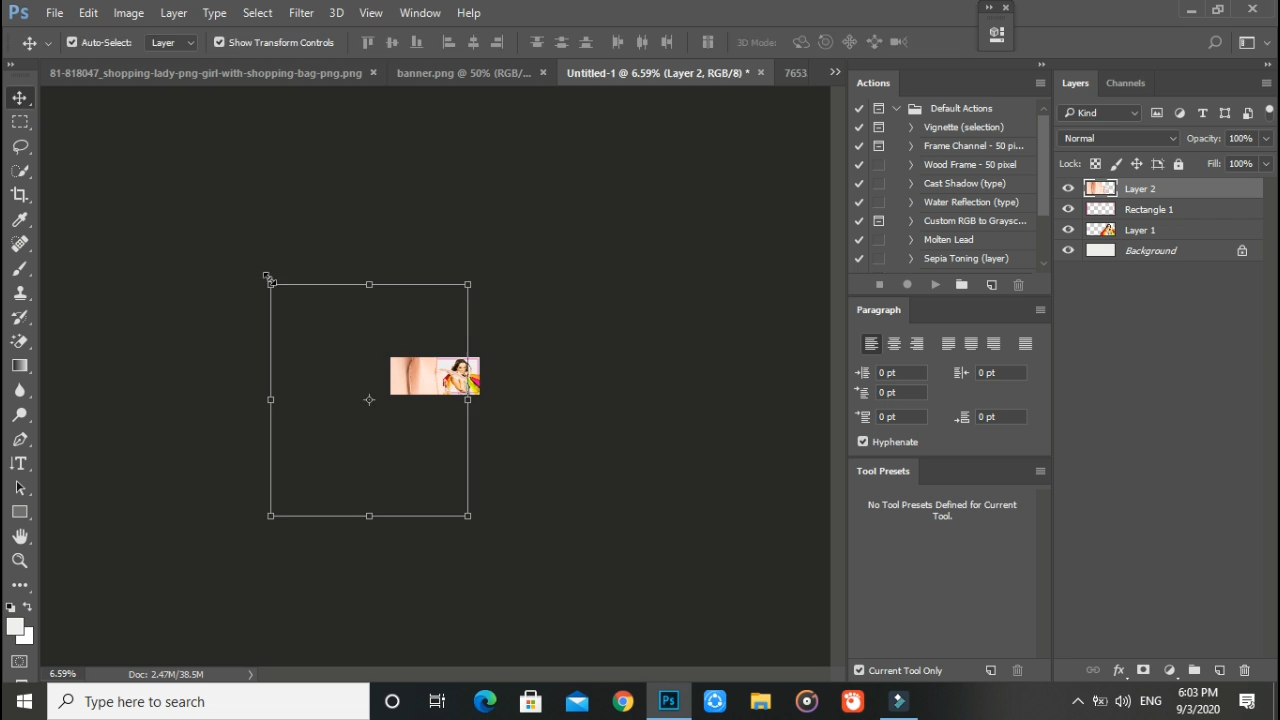 Ps File Edit Image Layer Type Select Filter 3D View Window Help
Auto-Select: Layer Show Transform Controls 3D Mode:
81-818047_shopping-lady-png-girl-with-shopping-bag-png.png × banner.png @ 50% (RGB/... × Untitled-1 @ 6.59% (Layer 2, RGB/8) * × 7653
Actions
Default Actions
Vignette (selection)
Frame Channel - 50 pi...
Wood Frame - 50 pixel
Cast Shadow (type)
Water Reflection (type)
Custom RGB to Graysc...
Molten Lead
Sepia Toning (layer)
Paragraph
0 pt 0 pt
0 pt
0 pt 0 pt
Hyphenate
Tool Presets
No Tool Presets Defined for Current
Tool.
Current Tool Only
Layers Channels
Kind
Normal Opacity: 100%
Lock: Fill: 100%
Layer 2
Rectangle 1
Layer 1
Background
6.59% Doc: 2.47M/38.5M
Type here to search
Ps
ENG
6:03 PM
9/3/2020